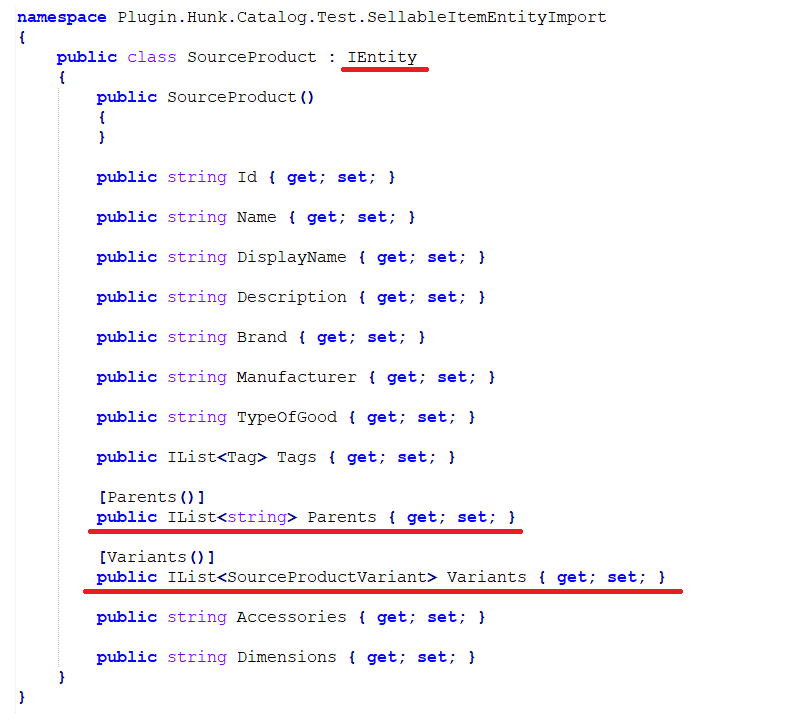 namespace Plugin.Hunk.Catalog.Test.SellableItemEntityImport
{
public class SourceProduct : IEntity
{
public SourceProduct()
{
}
public string Id { get; set; }
public string Name { get; set; }
public string DisplayName { get; set; }
public string Description { get; set; }
public string Brand { get; set; }
public string Manufacturer { get; set; }
public string TypeOfGood { get; set; }
public IList<Tag> Tags { get; set; }
[Parents()]
public IList<string> Parents { get; set; }
[Variants()]
public IList<SourceProductVariant> Variants { get; set; }
public string Accessories { get; set; }
public string Dimensions { get; set; }
}
}